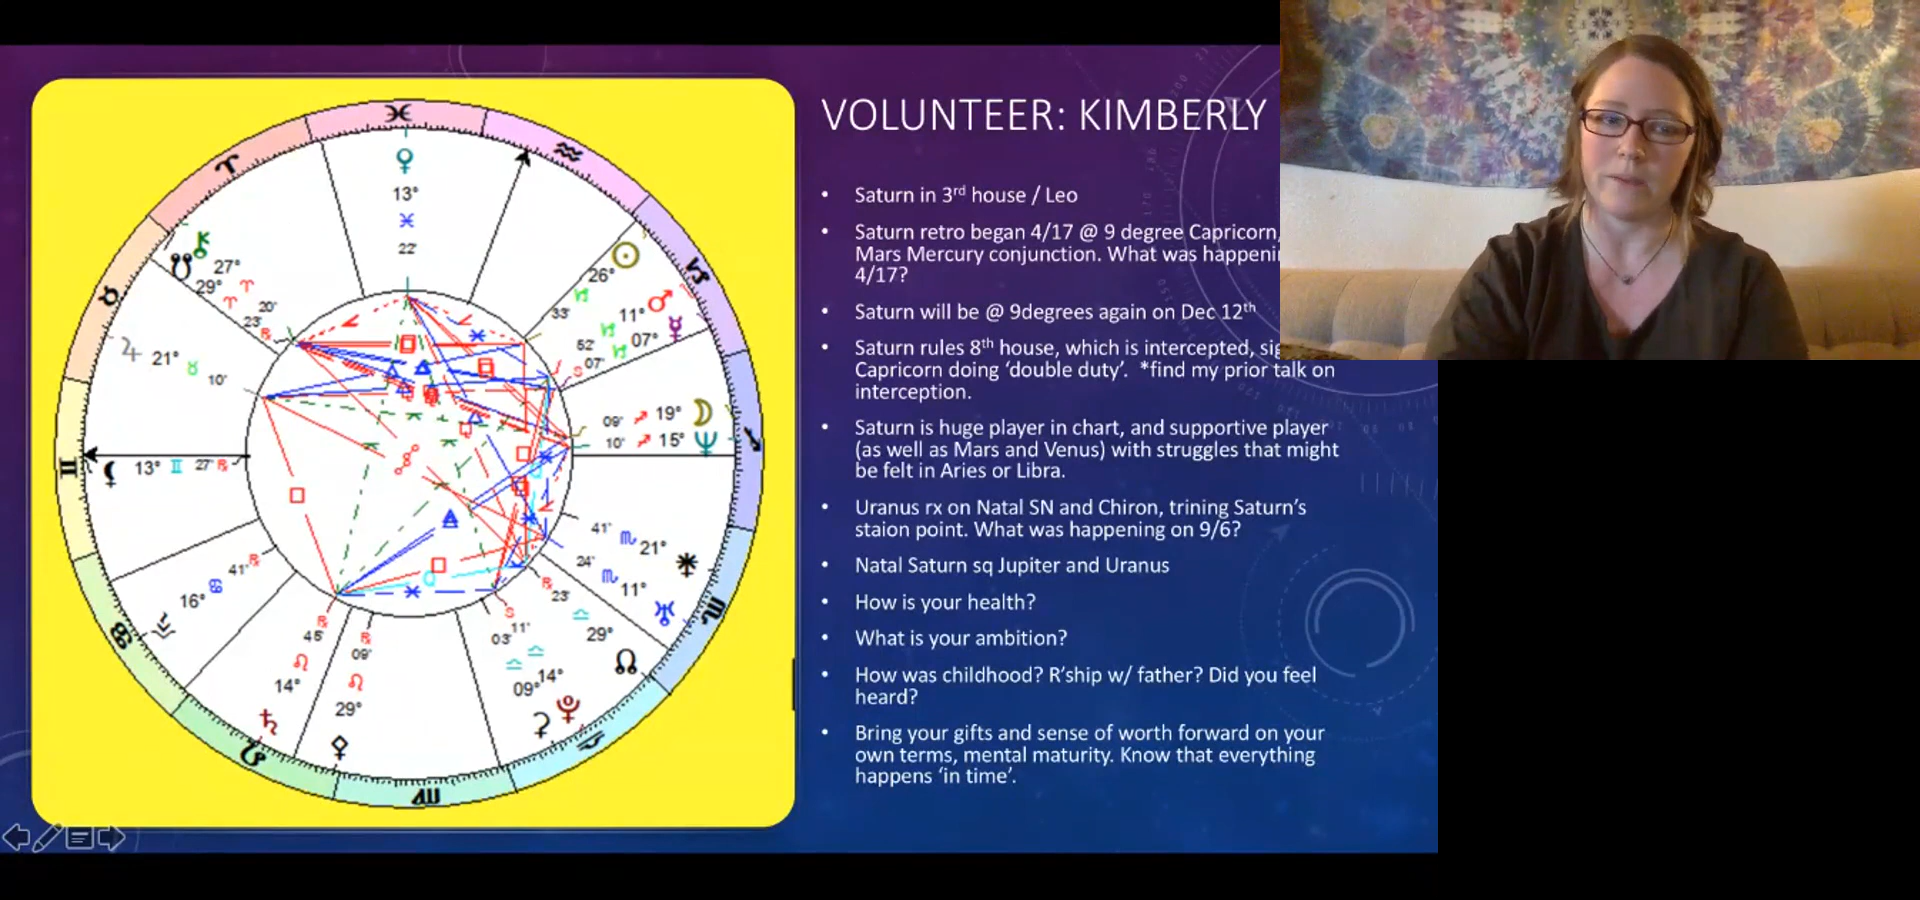 VOLUNTEER: KIMBERLY
• Saturn in 3rd house / Leo
• Saturn retro began 4/17 @ 9 degree Capricorn,
Mars Mercury conjunction. What was
4/17?
• Saturn will be @ 9degrees again on Dec 12th
• Saturn rules 8th house, which is intercepted,
Capricorn doing ‘double duty’. *find my prior talk on
interception.
• Saturn is huge player in chart, and supportive player
(as well as Mars and Venus) with struggles that might
be felt in Aries or Libra.
• Uranus rx on Natal SN and Chiron, trining Saturn’s
staion point. What was happening on 9/6?
• Natal Saturn sq Jupiter and Uranus
• How is your health?
• What is your ambition?
• How was childhood? R’ship w/ father? Did you feel
heard?
• Bring your gifts and sense of worth forward on your
own terms, mental maturity. Know that everything
happens ‘in time’.
♓
♒
♈
♀
13°
♓
22'
☉
26°
♑
33'
♑
11° ♂
♑
52'
07° ☿
♑
07'
S
⚷
27°
♈
20'
☋
29°
♈
23'
℞
♉
♃ 21° ♉ 10'
09' ♐ 19° ☽
10' ♐ 15° ♆
♐
♊
⚸ 13° ♊ 27' ℞
41' ♏ 21° ⚵
24' ♏ 11° ♅
♏
41' ℞
16° ♋
♋
℞
45'
♌
14°
♄
♌
℞
09'
♌
29°
⚴
℞
23'
♎
29°
☊
S
03' 11'
♎ ♎
09° 14°
⚳ ♇
♎
♍